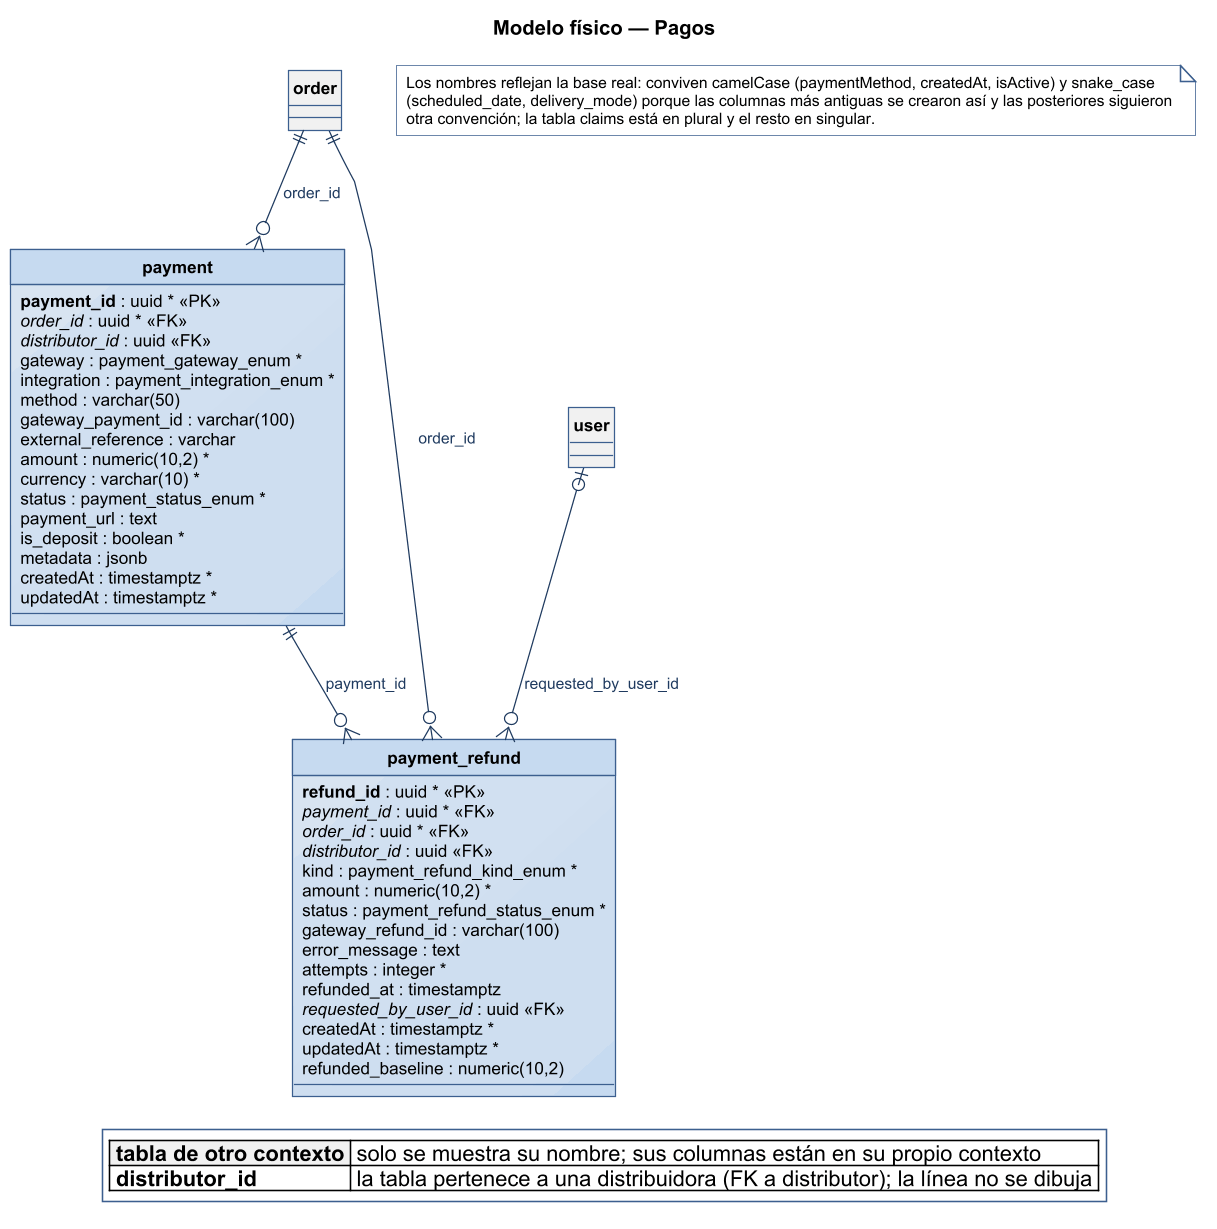 Modelo físico — Pagos
order
Los nombres reflejan la base real: conviven camelCase (paymentMethod, createdAt, isActive) y snake_case
(scheduled_date, delivery_mode) porque las columnas más antiguas se crearon así y las posteriores siguieron
otra convención; la tabla claims está en plural y el resto en singular.
order_id
payment
payment_id : uuid * «PK»
order_id : uuid * «FK»
distributor_id : uuid «FK»
gateway : payment_gateway_enum *
integration : payment_integration_enum *
method : varchar(50)
gateway_payment_id : varchar(100)
external_reference : varchar
amount : numeric(10,2) *
currency : varchar(10) *
status : payment_status_enum *
payment_url : text
is_deposit : boolean *
metadata : jsonb
createdAt : timestamptz *
updatedAt : timestamptz *
order_id
user
payment_id
requested_by_user_id
payment_refund
refund_id : uuid * «PK»
payment_id : uuid * «FK»
order_id : uuid * «FK»
distributor_id : uuid «FK»
kind : payment_refund_kind_enum *
amount : numeric(10,2) *
status : payment_refund_status_enum *
gateway_refund_id : varchar(100)
error_message : text
attempts : integer *
refunded_at : timestamptz
requested_by_user_id : uuid «FK»
createdAt : timestamptz *
updatedAt : timestamptz *
refunded_baseline : numeric(10,2)
tabla de otro contexto solo se muestra su nombre; sus columnas están en su propio contexto
distributor_id la tabla pertenece a una distribuidora (FK a distributor); la línea no se dibuja